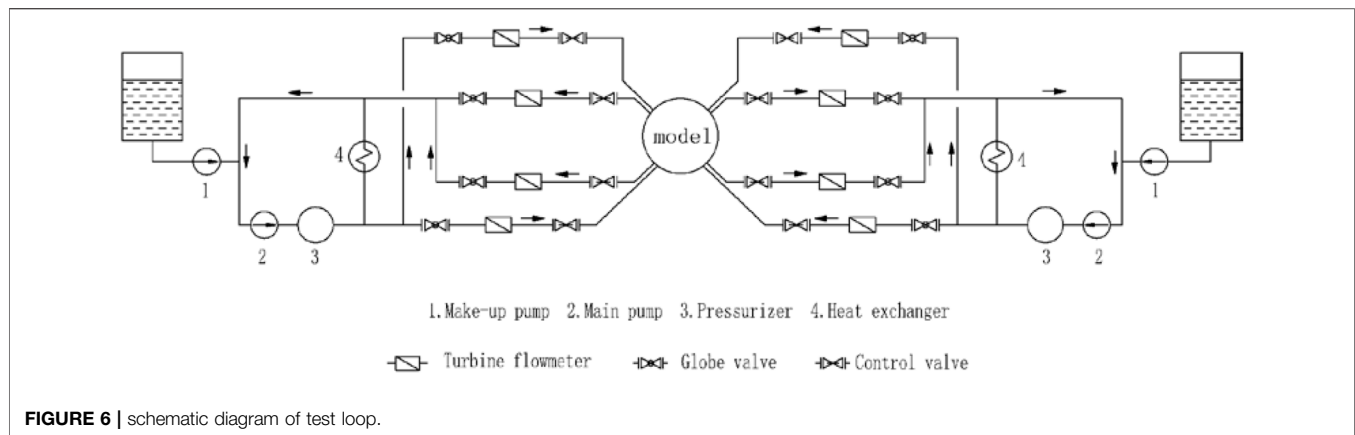 model
4
4
1
1
2
3
3
2
1.Make-up pump 2.Main pump 3.Pressurizer 4.Heat exchanger
Turbine flowmeter Globe valve Control valve
FIGURE 6 | schematic diagram of test loop.